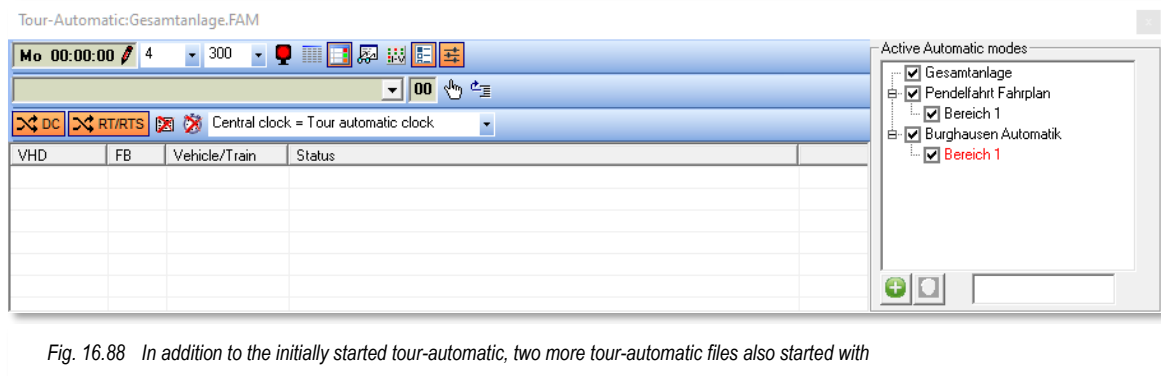 Tour-Automatic:Gesamtanlage.FAM
x
Mo 00:00:00 4 300
00
DC RT/RTS Central clock = Tour automatic clock
VHD FB Vehicle/Train Status
Active Automatic modes
Gesamtanlage
Pendelfahrt Fahrplan
Bereich 1
Burghausen Automatik
Bereich 1
Fig. 16.88 In addition to the initially started tour-automatic, two more tour-automatic files also started with